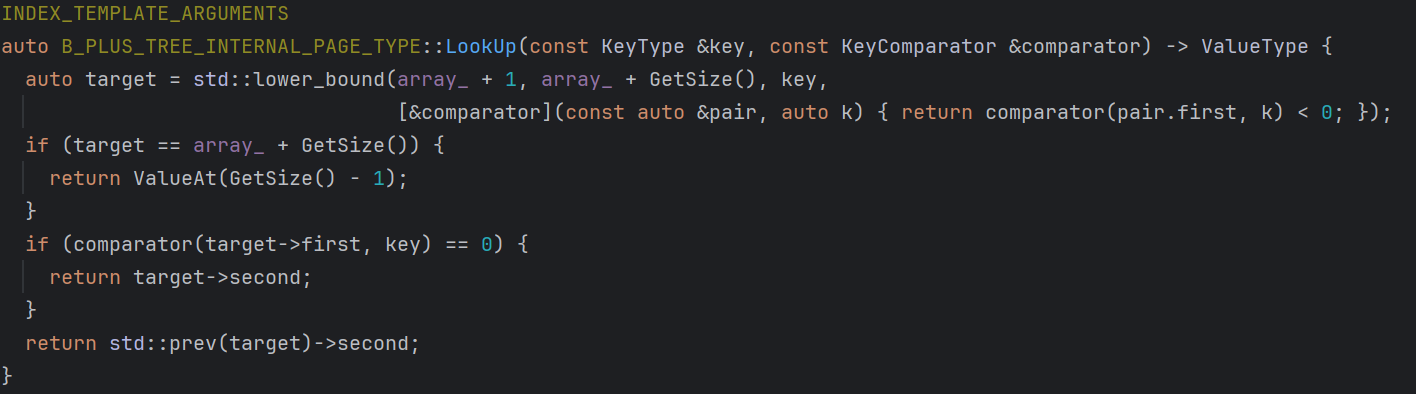 INDEX_TEMPLATE_ARGUMENTS
auto B_PLUS_TREE_INTERNAL_PAGE_TYPE::LookUp(const KeyType &key, const KeyComparator &comparator) -> ValueType {
  auto target = std::lower_bound(array_ + 1, array_ + GetSize(), key,
                                 [&comparator](const auto &pair, auto k) { return comparator(pair.first, k) < 0; });
  if (target == array_ + GetSize()) {
    return ValueAt(GetSize() - 1);
  }
  if (comparator(target->first, key) == 0) {
    return target->second;
  }
  return std::prev(target)->second;
}